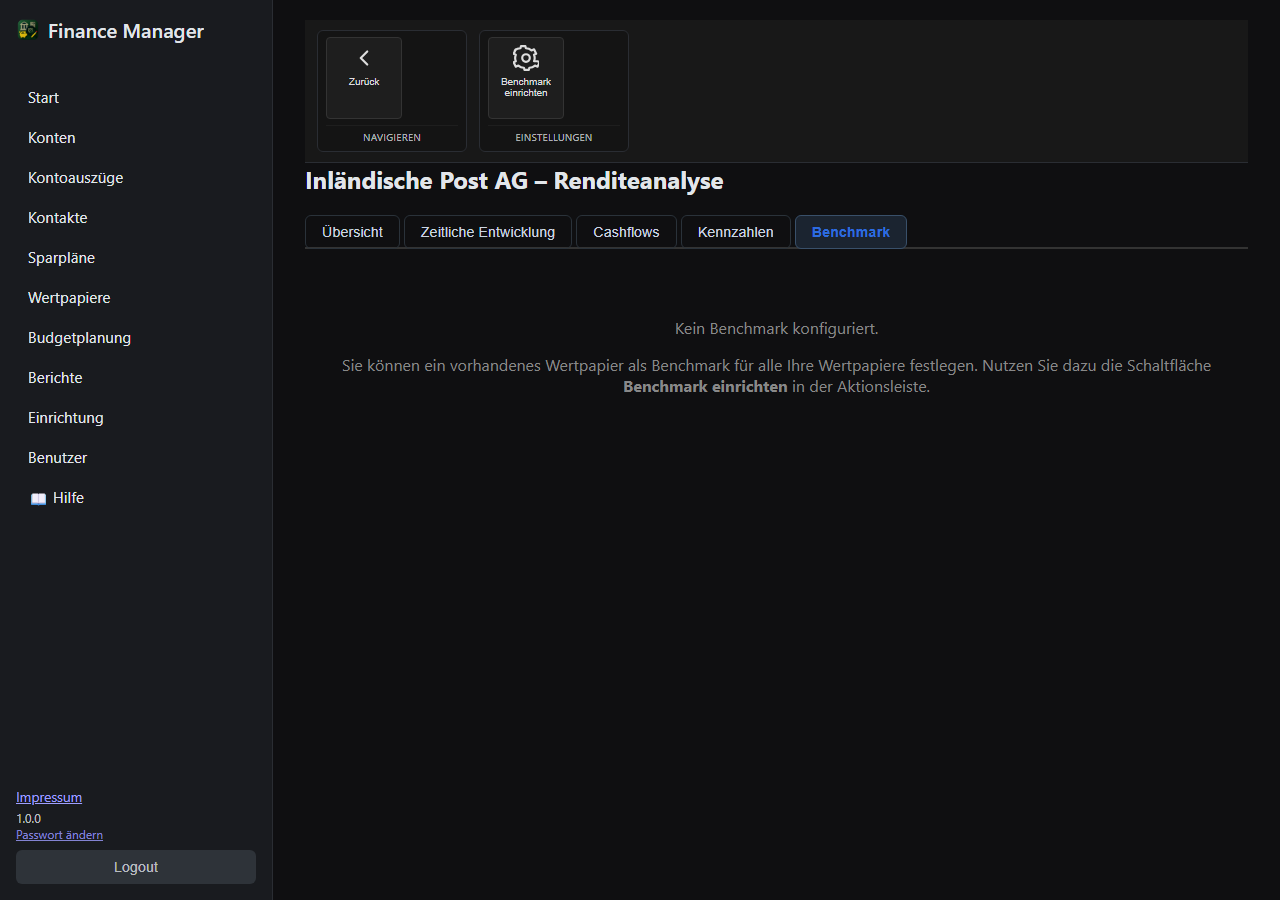 Finance Manager
Start
Konten
Kontoauszüge
Kontakte
Sparpläne
Wertpapiere
Budgetplanung
Berichte
Einrichtung
Benutzer
Hilfe
Impressum
1.0.0
Passwort ändern
Logout
Zurück
NAVIGIEREN
Benchmark
einrichten
EINSTELLUNGEN
Inländische Post AG – Renditeanalyse
Übersicht Zeitliche Entwicklung Cashflows Kennzahlen Benchmark
Kein Benchmark konfiguriert.
Sie können ein vorhandenes Wertpapier als Benchmark für alle Ihre Wertpapiere festlegen. Nutzen Sie dazu die Schaltfläche
Benchmark einrichten in der Aktionsleiste.